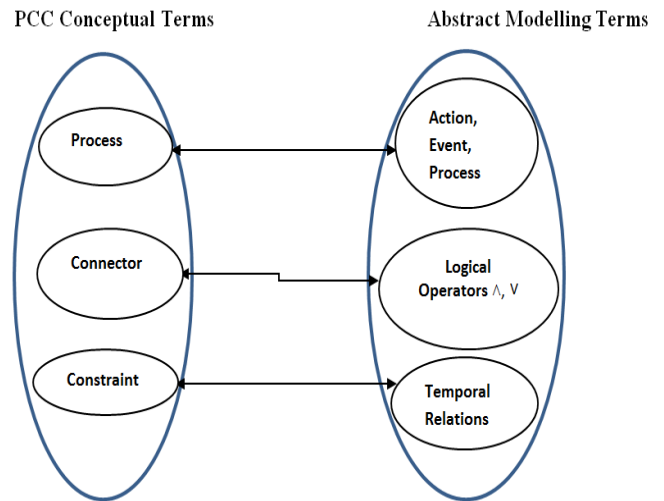 PCC Conceptual Terms
Abstract Modelling Terms
Process
Action,
Event,
Process
Connector
Logical
Operators ∧, ∨
Constraint
Temporal
Relations